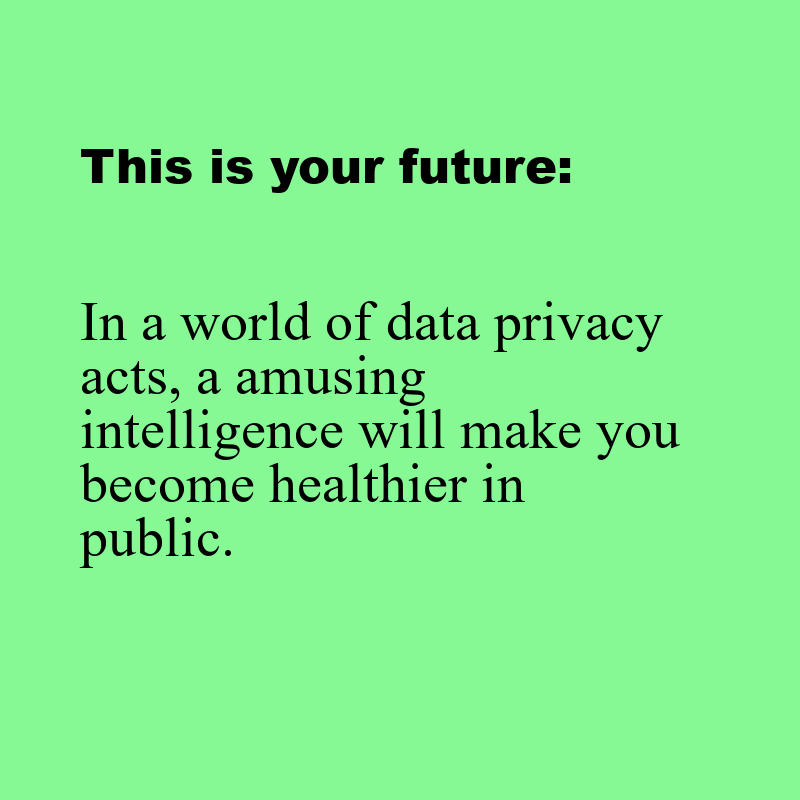 This is your future:
In a world of data privacy
acts, a amusing
intelligence will make you
become healthier in
public.